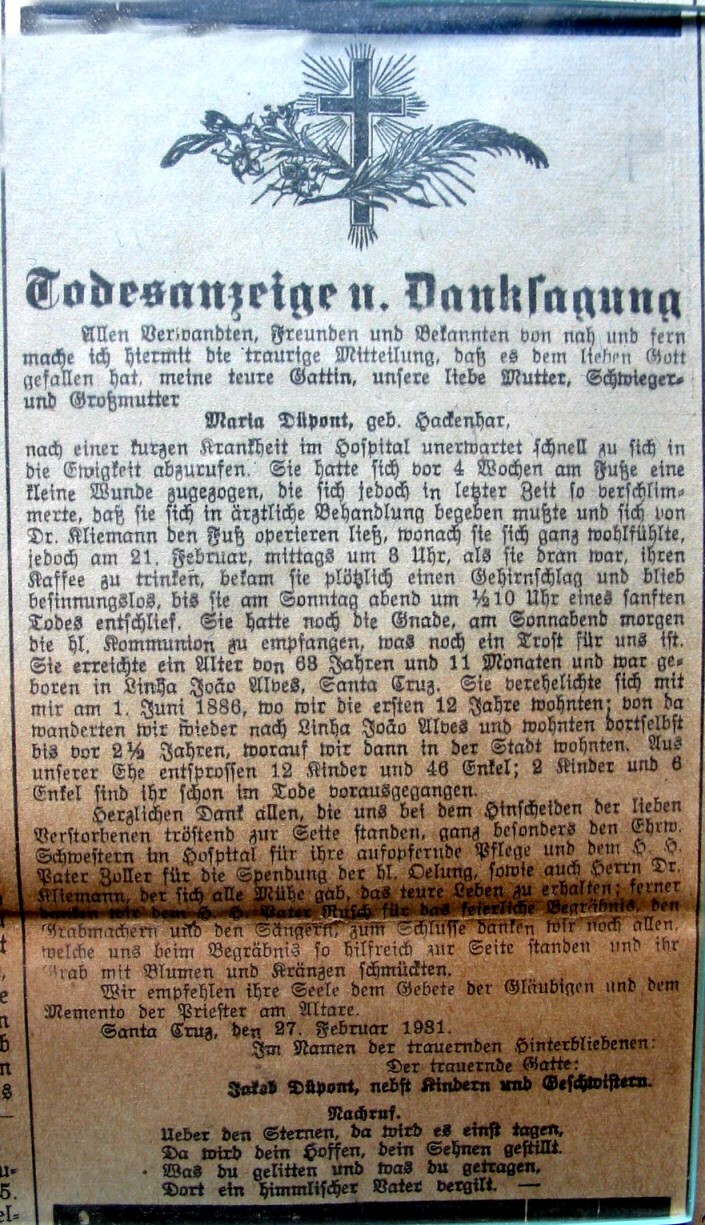 Todesanzeige u. Danksagung
Allen Verwandten, Freunden und Bekannten von nah und fern
mache ich hiermit die traurige Mitteilung, daß es dem lieben Gott
gefallen hat, meine teure Gattin, unsere liebe Mutter, Schwieger-
und Großmutter
Maria Düpont, geb. Hackenhar,
nach einer kurzen Krankheit im Hospital unerwartet schnell zu sich in
die Ewigkeit abzurufen. Sie hatte sich vor 4 Wochen am Fuße eine
kleine Wunde zugezogen, die sich jedoch in letzter Zeit so verschlim-
merte, daß sie sich in ärztliche Behandlung begeben mußte und sich von
Dr. Kliemann den Fuß operieren ließ, wonach sie sich ganz wohlfühlte,
jedoch am 21. Februar, mittags um 3 Uhr, als sie dran war, ihren
Kaffee zu trinken, bekam sie plötzlich einen Gehirnschlag und blieb
besinnungslos, bis sie am Sonntag abend um ½10 Uhr eines sanften
Todes entschlief. Sie hatte noch die Gnade, am Sonnabend morgen
die hl. Kommunion zu empfangen, was noch ein Trost für uns ist.
Sie erreichte ein Alter von 63 Jahren und 11 Monaten und war ge-
boren in Linha João Alves, Santa Cruz. Sie verehelichte sich mit
mir am 1. Juni 1886, wo wir die ersten 12 Jahre wohnten; von da
wanderten wir wieder nach Linha João Alves und wohnten dortselbst
bis vor 2½ Jahren, worauf wir dann in der Stadt wohnten. Aus
unserer Ehe entsprossen 12 Kinder und 46 Enkel; 2 Kinder und 6
Enkel sind ihr schon im Tode vorausgegangen.
Herzlichen Dank allen, die uns bei dem Hinscheiden der lieben
Verstorbenen tröstend zur Seite standen, ganz besonders den Ehrw.
Schwestern im Hospital für ihre aufopfernde Pflege und dem H. H.
Pater Zoller für die Spendung der hl. Oelung, sowie auch Herrn Dr.
Kliemann, der sich alle Mühe gab, das teure Leben zu erhalten; ferner
danken wir dem H. H. Pater Rusch für das feierliche Begräbnis, den
Grabmachern und den Sängern; zum Schlusse danken wir noch allen,
welche uns beim Begräbnis so hilfreich zur Seite standen und ihr
Grab mit Blumen und Kränzen schmückten.
Wir empfehlen ihre Seele dem Gebete der Gläubigen und dem
Memento der Priester am Altare.
Santa Cruz, den 27. Februar 1931.
Im Namen der trauernden Hinterbliebenen:
Der trauernde Gatte:
Jakob Düpont, nebst Kindern und Geschwistern.
Nachruf.
Ueber den Sternen, da wird es einst tagen,
Da wird dein Hoffen, dein Sehnen gestillt.
Was du gelitten und was du getragen,
Dort ein himmlischer Vater vergilt. —